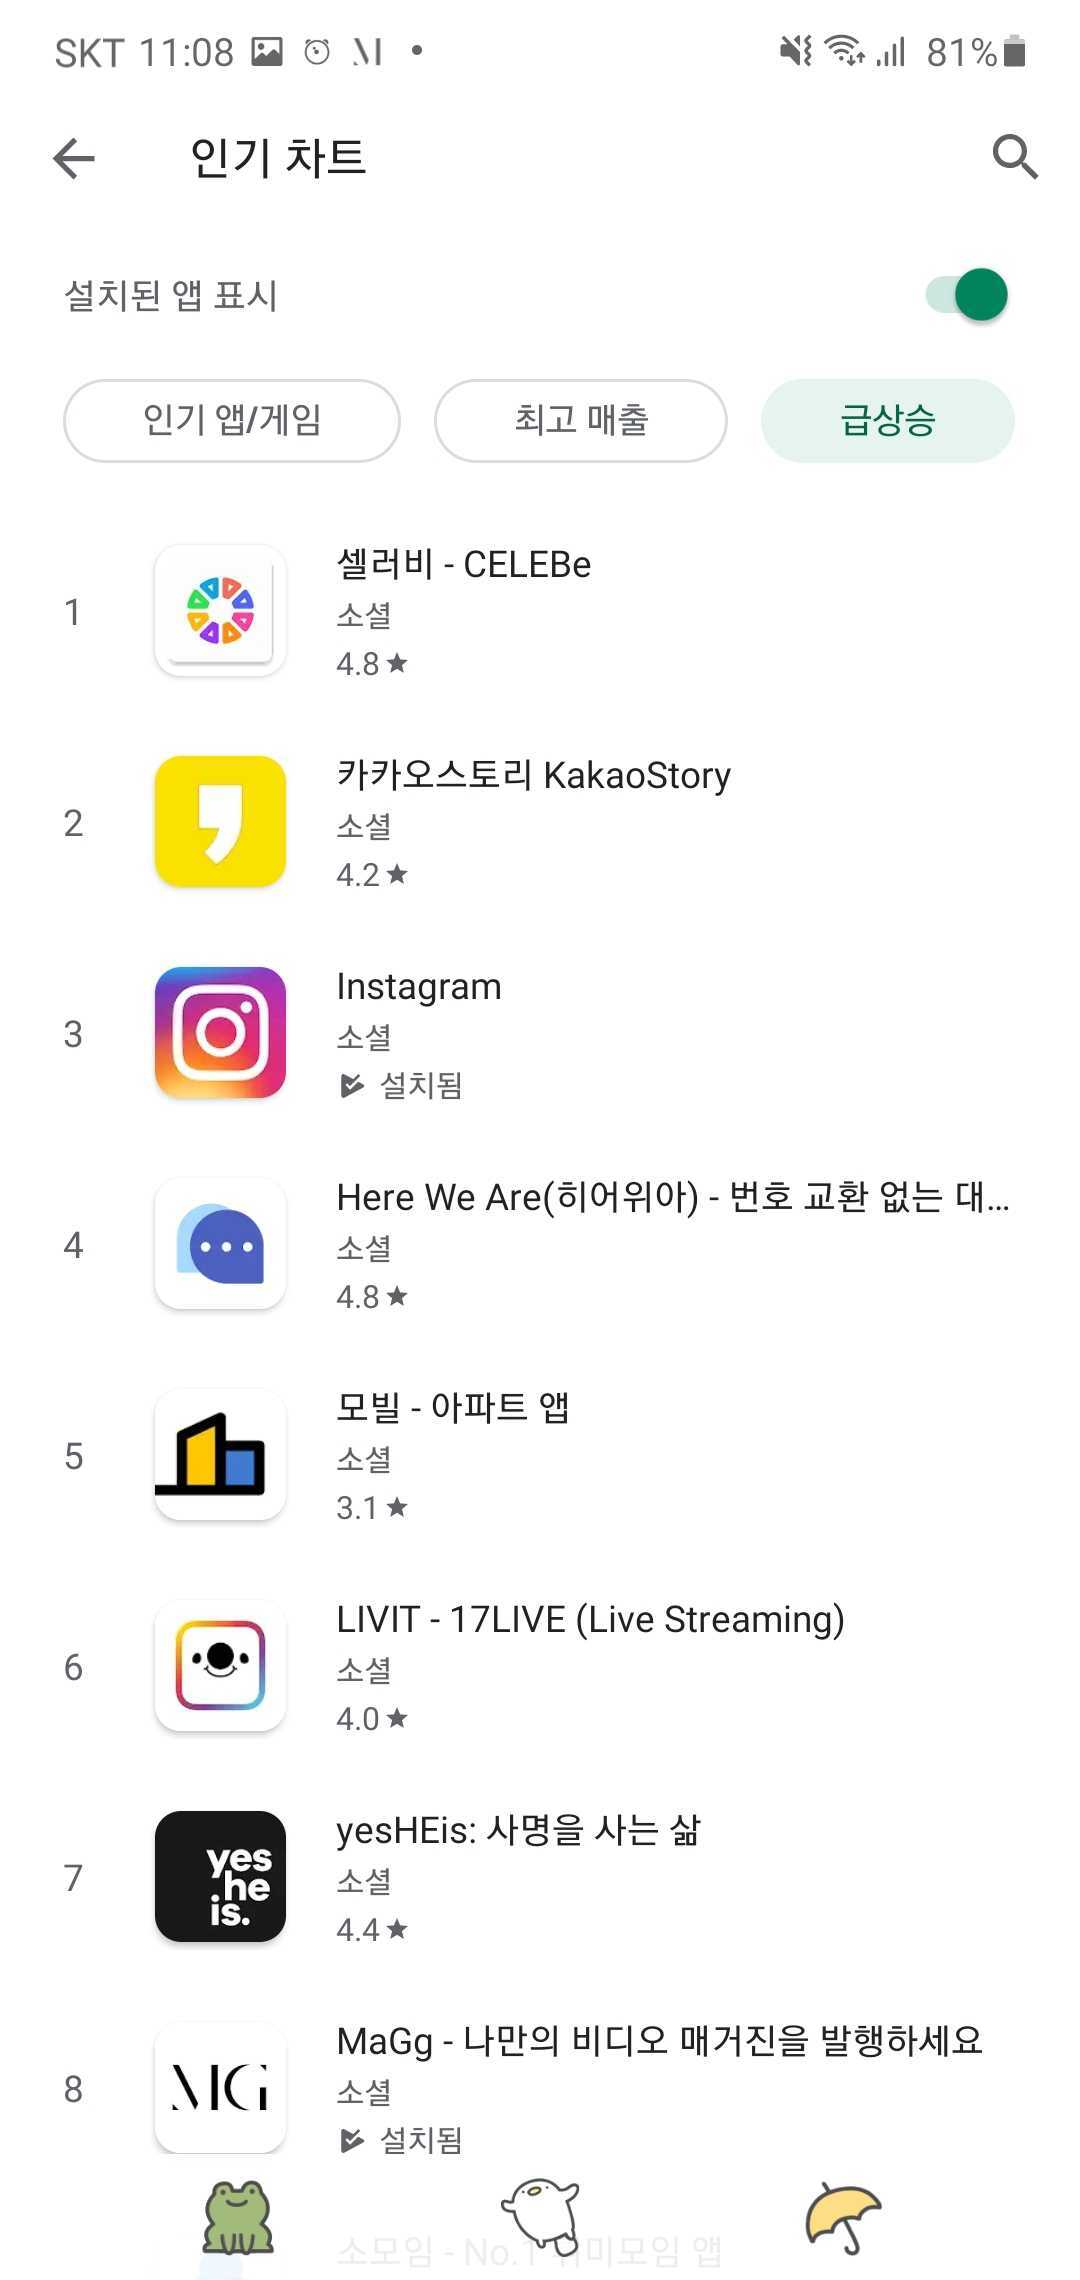 SKT 11:08
81%
인기 차트
설치된 앱 표시
인기 앱/게임
최고 매출
급상승
1
셀러비 - CELEBe
소셜
4.8 ★
2
카카오스토리 KakaoStory
소셜
4.2 ★
3
Instagram
소셜
설치됨
4
Here We Are(히어위아) - 번호 교환 없는 대...
소셜
4.8 ★
5
모빌 - 아파트 앱
소셜
3.1 ★
6
LIVIT - 17LIVE (Live Streaming)
소셜
4.0 ★
7
yes
.he
is.
yesHEis: 사명을 사는 삶
소셜
4.4 ★
8
MG
MaGg - 나만의 비디오 매거진을 발행하세요
소셜
설치됨
소모임 - No.1 미모임 앱